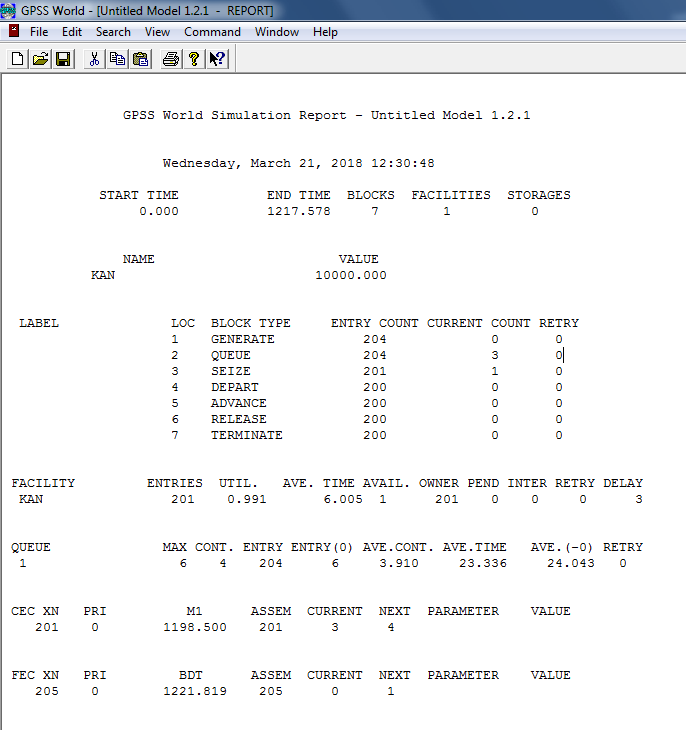 GPSS World - [Untitled Model 1.2.1 - REPORT]
File Edit Search View Command Window Help
GPSS World Simulation Report - Untitled Model 1.2.1
Wednesday, March 21, 2018 12:30:48
START TIME END TIME BLOCKS FACILITIES STORAGES
0.000 1217.578 7 1 0
NAME VALUE
KAN 10000.000
LABEL LOC BLOCK TYPE ENTRY COUNT CURRENT COUNT RETRY
1 GENERATE 204 0 0
2 QUEUE 204 3 0
3 SEIZE 201 1 0
4 DEPART 200 0 0
5 ADVANCE 200 0 0
6 RELEASE 200 0 0
7 TERMINATE 200 0 0
FACILITY ENTRIES UTIL. AVE. TIME AVAIL. OWNER PEND INTER RETRY DELAY
KAN 201 0.991 6.005 1 201 0 0 0 3
QUEUE MAX CONT. ENTRY ENTRY(0) AVE.CONT. AVE.TIME AVE.(-0) RETRY
1 6 4 204 6 3.910 23.336 24.043 0
CEC XN PRI M1 ASSEM CURRENT NEXT PARAMETER VALUE
201 0 1198.500 201 3 4
FEC XN PRI BDT ASSEM CURRENT NEXT PARAMETER VALUE
205 0 1221.819 205 0 1